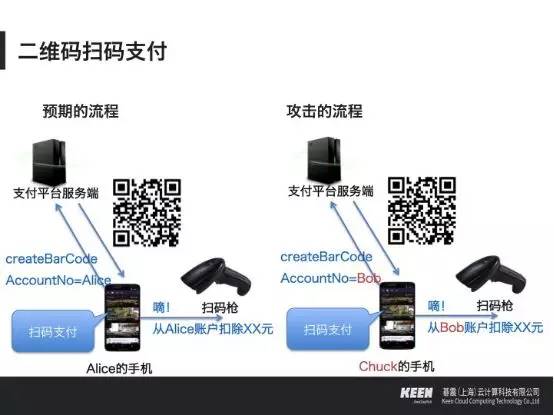 二维码扫码支付
预期的流程
支付平台服务端
createBarCode
AccountNo=Alice
扫码支付
嘀！
扫码枪
从Alice账户扣除XX元
Alice的手机
攻击的流程
支付平台服务端
createBarCode
AccountNo=Bob
扫码支付
嘀！
扫码枪
从Bob账户扣除XX元
Chuck的手机
KEEN
碁震（上海）云计算科技有限公司
Keen Cloud Computing Technology Co.,Ltd